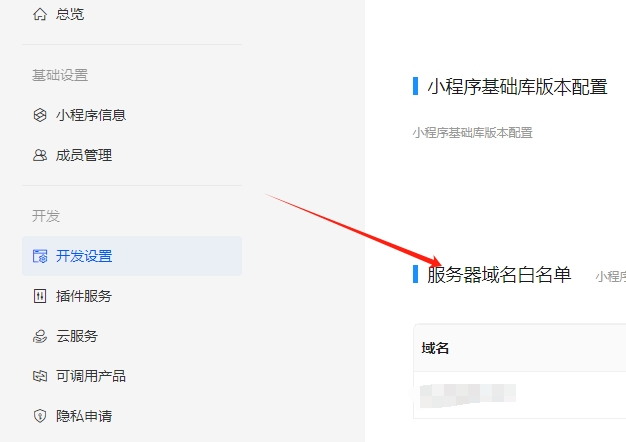 总览
基础设置
小程序信息
成员管理
开发
开发设置
插件服务
云服务
可调用产品
隐私申请
小程序基础库版本配置
小程序基础库版本配置
服务器域名白名单 小程序
域名